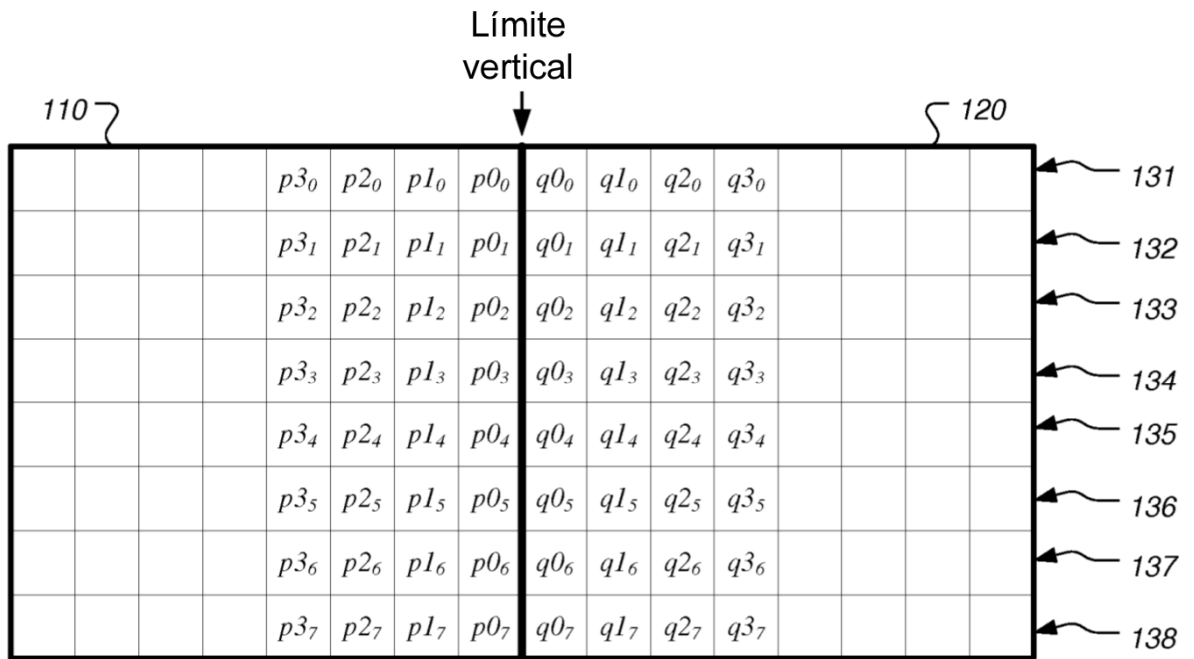 Límite
vertical
110 120
p3₀ p2₀ p1₀ p0₀ q0₀ q1₀ q2₀ q3₀ 131
p3₁ p2₁ p1₁ p0₁ q0₁ q1₁ q2₁ q3₁ 132
p3₂ p2₂ p1₂ p0₂ q0₂ q1₂ q2₂ q3₂ 133
p3₃ p2₃ p1₃ p0₃ q0₃ q1₃ q2₃ q3₃ 134
p3₄ p2₄ p1₄ p0₄ q0₄ q1₄ q2₄ q3₄ 135
p3₅ p2₅ p1₅ p0₅ q0₅ q1₅ q2₅ q3₅ 136
p3₆ p2₆ p1₆ p0₆ q0₆ q1₆ q2₆ q3₆ 137
p3₇ p2₇ p1₇ p0₇ q0₇ q1₇ q2₇ q3₇ 138